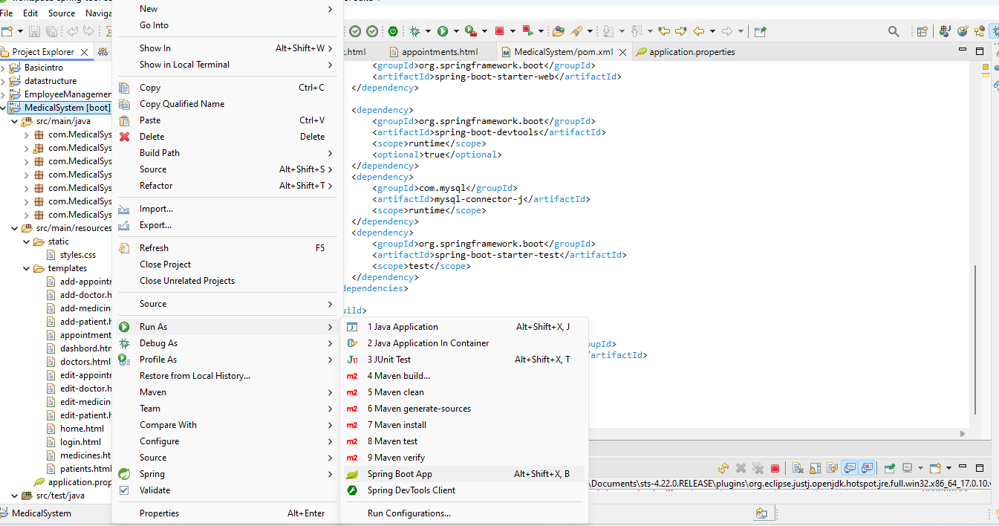 File Edit Source Naviga
Project Explorer
Basicintro
datastructure
EmployeeManagemen
MedicalSystem [boot]
src/main/java
com.MedicalSys
com.MedicalSys
com.MedicalSys
com.MedicalSys
com.MedicalSys
com.MedicalSys
com.MedicalSys
src/main/resources
static
styles.css
templates
add-appointr
add-doctor.h
add-medicin
add-patient.h
appointment
dashbord.htn
doctors.html
edit-appointr
edit-doctor.h
edit-medicin
edit-patient.h
home.html
login.html
medicines.ht
patients.html
application.prop
src/test/java
MedicalSystem
New
Go Into
Show In Alt+Shift+W
Show in Local Terminal
Copy Ctrl+C
Copy Qualified Name
Paste Ctrl+V
Delete Delete
Build Path
Source Alt+Shift+S
Refactor Alt+Shift+T
Import...
Export...
Refresh F5
Close Project
Close Unrelated Projects
Source
Run As
Debug As
Profile As
Restore from Local History...
Maven
Team
Compare With
Configure
Source
Spring
Validate
Properties Alt+Enter
1 Java Application Alt+Shift+X, J
2 Java Application In Container
3 JUnit Test Alt+Shift+X, T
4 Maven build...
5 Maven clean
6 Maven generate-sources
7 Maven install
8 Maven test
9 Maven verify
Spring Boot App Alt+Shift+X, B
Spring DevTools Client
Run Configurations...
t.html appointments.html MedicalSystem/pom.xml application.properties
<groupId>org.springframework.boot</groupId>
<artifactId>spring-boot-starter-web</artifactId>
</dependency>
<dependency>
<groupId>org.springframework.boot</groupId>
<artifactId>spring-boot-devtools</artifactId>
<scope>runtime</scope>
<optional>true</optional>
</dependency>
<dependency>
<groupId>com.mysql</groupId>
<artifactId>mysql-connector-j</artifactId>
<scope>runtime</scope>
</dependency>
<dependency>
<groupId>org.springframework.boot</groupId>
<artifactId>spring-boot-starter-test</artifactId>
<scope>test</scope>
</dependency>
dependencies>
uild>
oupId>
/artifactId>
\Documents\sts-4.22.0.RELEASE\plugins\org.eclipse.justj.openjdk.hotspot.jre.full.win32.x86_64_17.0.10.v